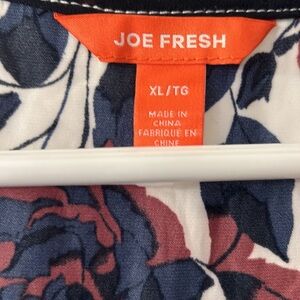 JOE FRESH
XL/TG
MADE IN
CHINA
FABRIQUÉ EN
CHINE